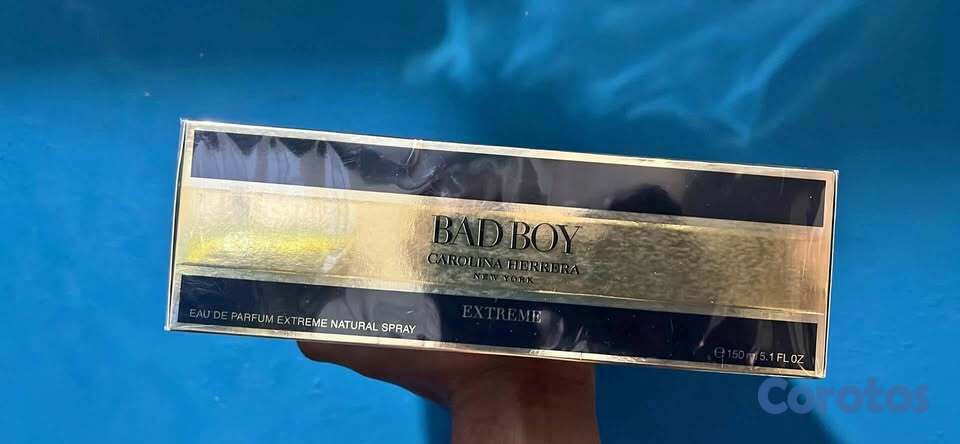 BAD BOY
CAROLINA HERRERA
NEW YORK
EXTREME
EAU DE PARFUM EXTREME NATURAL SPRAY
℮ 150 ml 5.1 FL OZ
Corotos